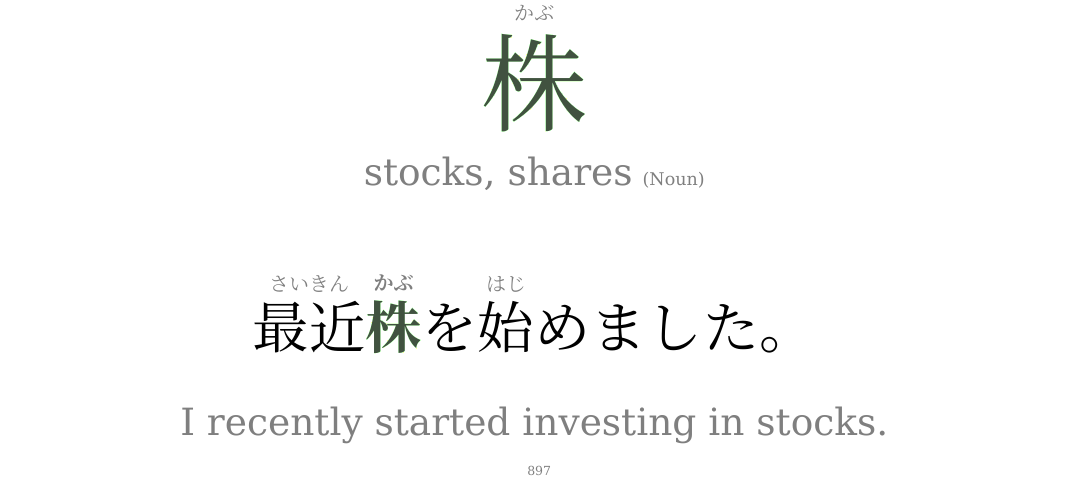 かぶ
株
stocks, shares (Noun)
さいきん かぶ はじ
最近株を始めました。
I recently started investing in stocks.
897